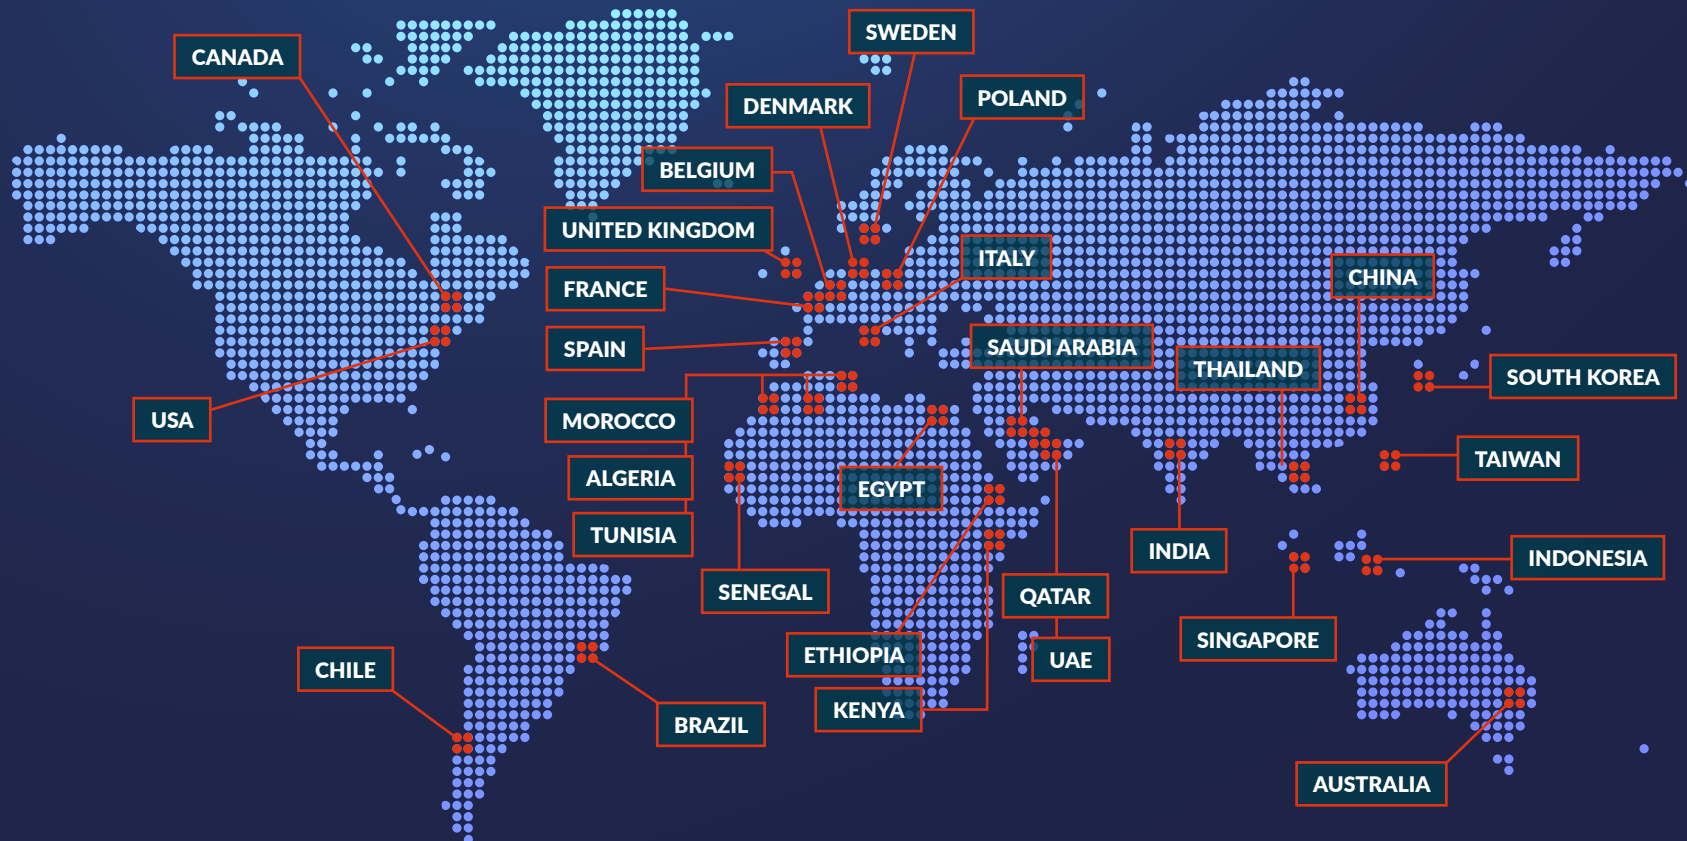 SWEDEN
CANADA
POLAND
DENMARK
BELGIUM
UNITED KINGDOM
ITALY
CHINA
FRANCE
SPAIN
SAUDI ARABIA
THAILAND
SOUTH KOREA
USA
MOROCCO
TAIWAN
ALGERIA
EGYPT
TUNISIA
INDIA
INDONESIA
SENEGAL
QATAR
SINGAPORE
ETHIOPIA
UAE
CHILE
KENYA
BRAZIL
AUSTRALIA